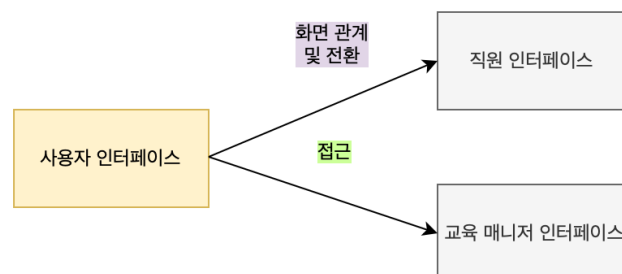 화면 관계
및 전환
직원 인터페이스
접근
사용자 인터페이스
교육 매니저 인터페이스